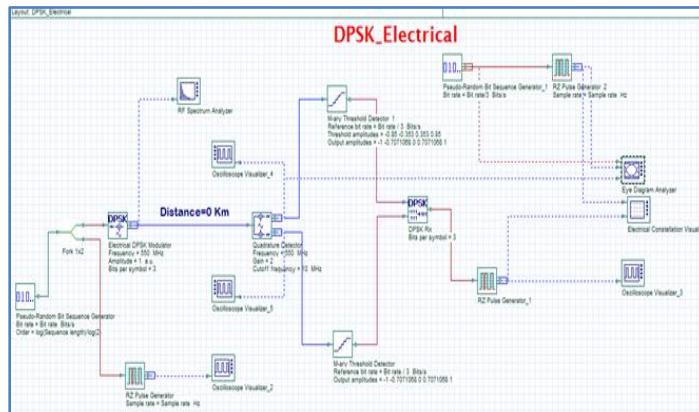 Layout: DPSK_Electrical
DPSK_Electrical
Pseudo-Random Bit Sequence Generator_1
Bit rate = Bit rate/3 Bits/s
RZ Pulse Generator_2
Sample rate = Sample rate Hz
RF Spectrum Analyzer
M-ary Threshold Detector_1
Reference bit rate = Bit rate / 3 Bits/s
Threshold amplitudes = -0.85 -0.353 0.353 0.85
Output amplitudes = -1 -0.7071068 0 0.7071068 1
Oscilloscope Visualizer_4
Eye Diagram Analyzer
Distance=0 Km
DPSK
Electrical DPSK Modulator
Frequency = 550 MHz
Amplitude = 1 a.u.
Bits per symbol = 3
Fork 1x2
Quadrature Detector
Frequency = 550 MHz
Gain = 2
Cutoff frequency = 10 MHz
DPSK
DPSK Rx
Bits per symbol = 3
Electrical Constellation Visual
Pseudo-Random Bit Sequence Generator
Bit rate = Bit rate Bits/s
Order = log(Sequence length)/log(2)
Oscilloscope Visualizer_5
RZ Pulse Generator_1
Oscilloscope Visualizer_3
M-ary Threshold Detector
Reference bit rate = Bit rate / 3 Bits/s
Output amplitudes = -1 -0.7071068 0 0.7071068 1
RZ Pulse Generator
Sample rate = Sample rate Hz
Oscilloscope Visualizer_2